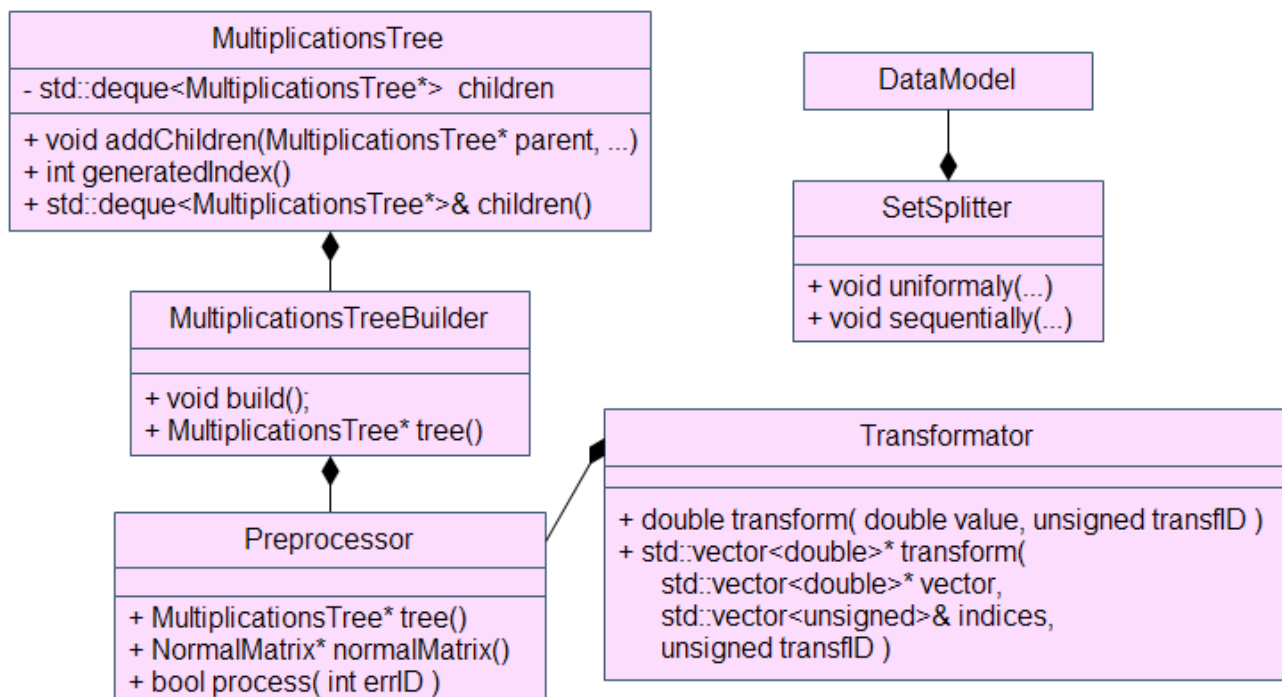 MultiplicationsTree
- std::deque<MultiplicationsTree*> children
+ void addChildren(MultiplicationsTree* parent, ...)
+ int generatedIndex()
+ std::deque<MultiplicationsTree*>& children()
DataModel
SetSplitter
+ void uniformaly(...)
+ void sequentially(...)
MultiplicationsTreeBuilder
+ void build();
+ MultiplicationsTree* tree()
Preprocessor
+ MultiplicationsTree* tree()
+ NormalMatrix* normalMatrix()
+ bool process( int errID )
Transformator
+ double transform( double value, unsigned transfID )
+ std::vector<double>* transform(
std::vector<double>* vector,
std::vector<unsigned>& indices,
unsigned transfID )